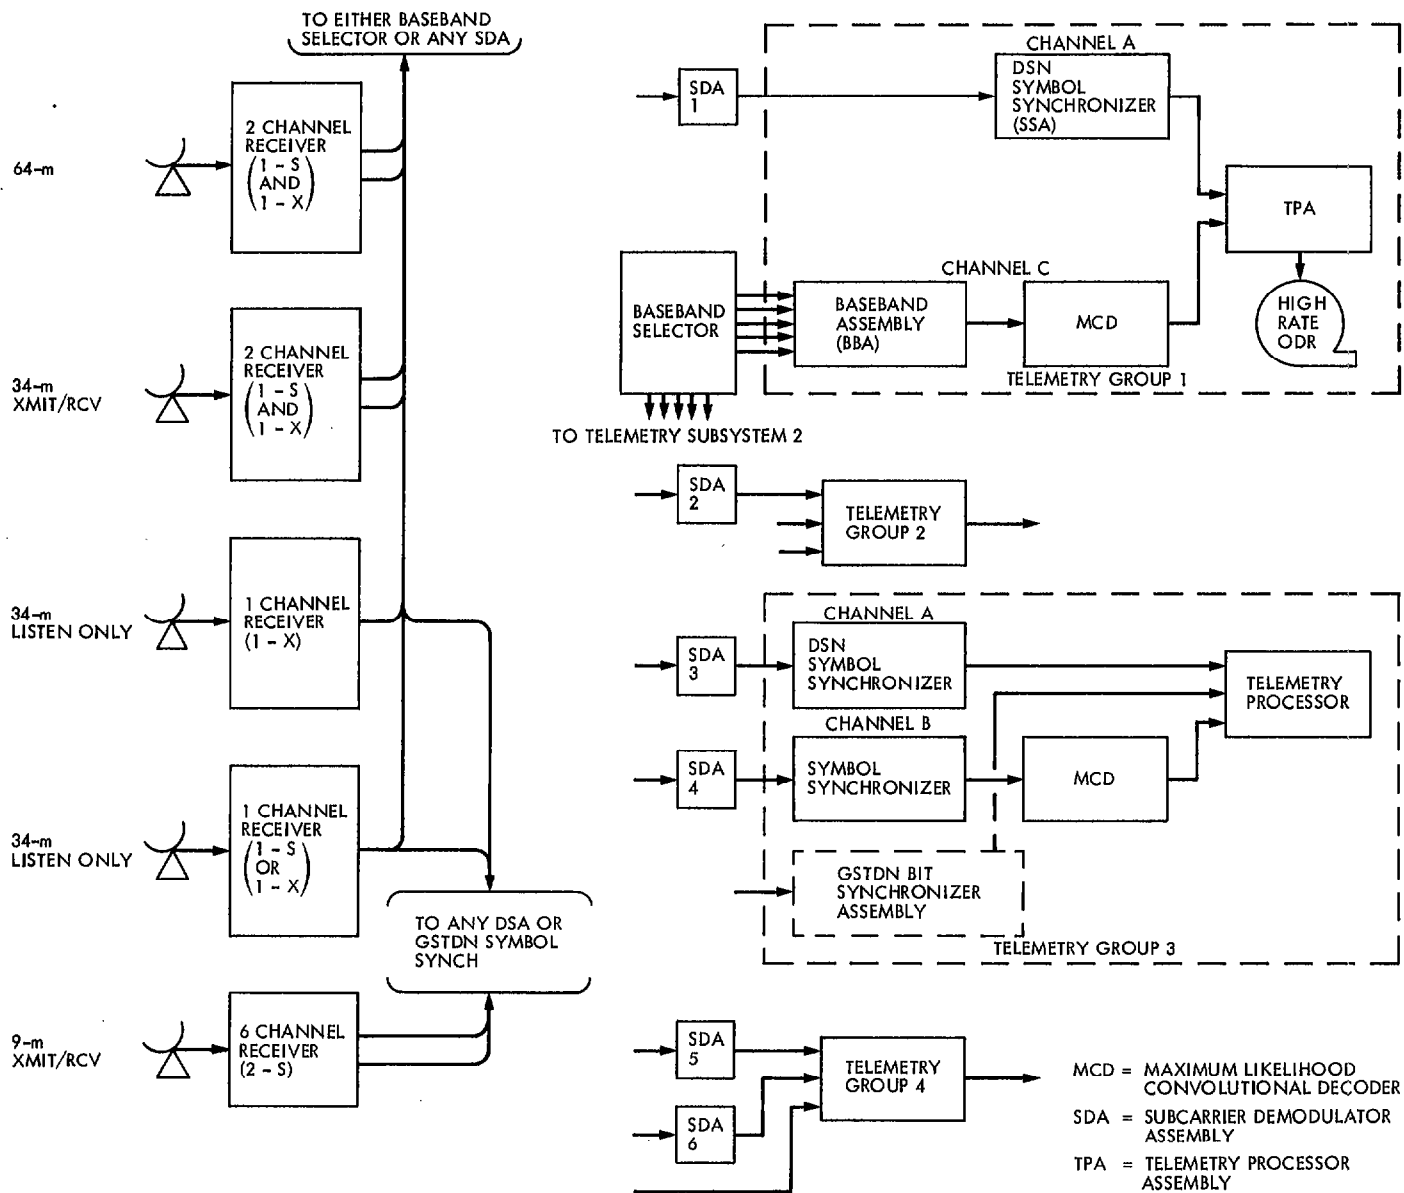 TO EITHER BASEBAND
SELECTOR OR ANY SDA
64-m
2 CHANNEL
RECEIVER
(1 - S
AND
1 - X)
34-m
XMIT/RCV
2 CHANNEL
RECEIVER
(1 - S
AND
1 - X)
34-m
LISTEN ONLY
1 CHANNEL
RECEIVER
(1 - X)
34-m
LISTEN ONLY
1 CHANNEL
RECEIVER
(1 - S
OR
1 - X)
TO ANY DSA OR
GSTDN SYMBOL
SYNCH
9-m
XMIT/RCV
6 CHANNEL
RECEIVER
(2 - S)
SDA
1
CHANNEL A
DSN
SYMBOL
SYNCHRONIZER
(SSA)
TPA
HIGH
RATE
ODR
BASEBAND
SELECTOR
CHANNEL C
BASEBAND
ASSEMBLY
(BBA)
MCD
TELEMETRY GROUP 1
TO TELEMETRY SUBSYSTEM 2
SDA
2
TELEMETRY
GROUP 2
SDA
3
CHANNEL A
DSN
SYMBOL
SYNCHRONIZER
TELEMETRY
PROCESSOR
SDA
4
CHANNEL B
SYMBOL
SYNCHRONIZER
MCD
GSTDN BIT
SYNCHRONIZER
ASSEMBLY
TELEMETRY GROUP 3
SDA
5
SDA
6
TELEMETRY
GROUP 4
MCD = MAXIMUM LIKELIHOOD
CONVOLUTIONAL DECODER
SDA = SUBCARRIER DEMODULATOR
ASSEMBLY
TPA = TELEMETRY PROCESSOR
ASSEMBLY